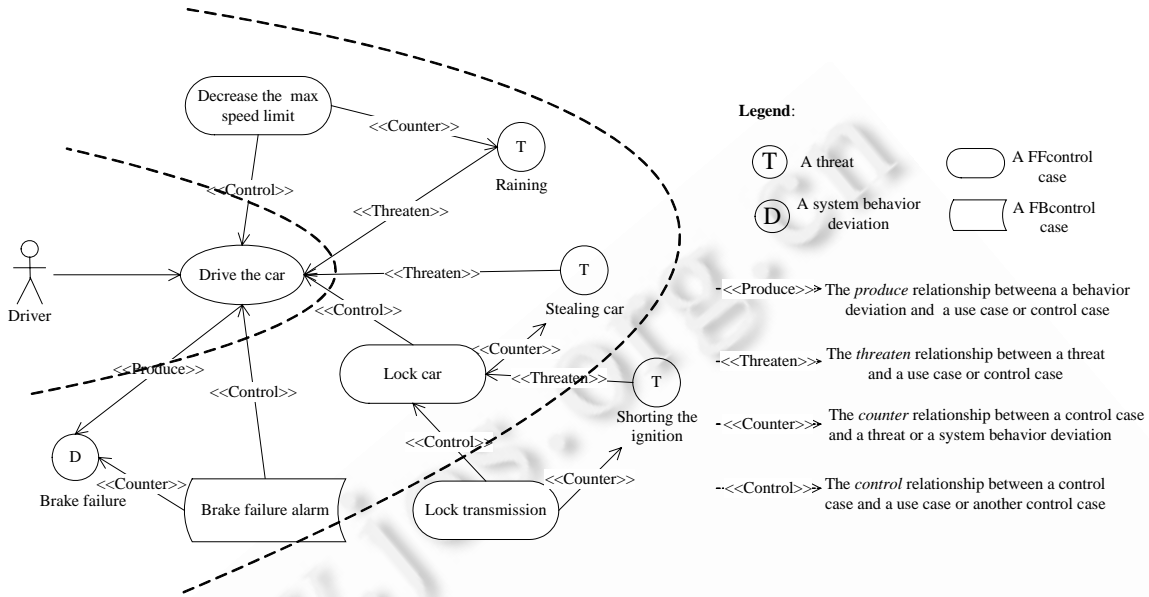 Decrease the max
speed limit
<<Counter>>
T
Raining
<<Control>>
<<Threaten>>
Driver
Drive the car
<<Threaten>>
T
Stealing car
<<Control>>
<<Counter>>
<<Produce>>
<<Control>>
Lock car
<<Threaten>>
T
Shorting the
ignition
<<Control>>
D
Brake failure
<<Counter>>
Brake failure alarm
Lock transmission
<<Counter>>
Legend:
T
A threat
A FFcontrol
case
D
A system behavior
deviation
A FBcontrol
case
<<Produce>>
The produce relationship betweena a behavior
deviation and a use case or control case
<<Threaten>>
The threaten relationship between a threat
and a use case or control case
<<Counter>>
The counter relationship between a control case
and a threat or a system behavior deviation
<<Control>>
The control relationship between a control
case and a use case or another control case